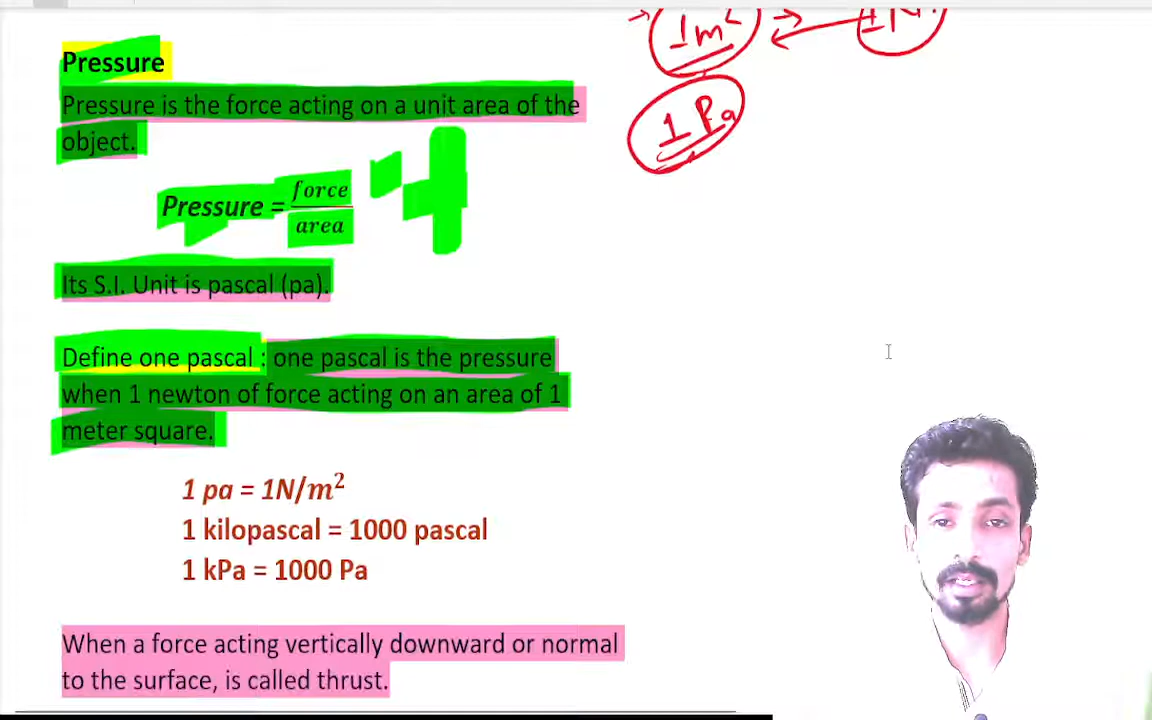 1m²
1N
1 Pa
Pressure
Pressure is the force acting on a unit area of the
object.
Pressure = force
area
Its S.I. Unit is pascal (pa).
Define one pascal : one pascal is the pressure
when 1 newton of force acting on an area of 1
meter square.
1 pa = 1N/m²
1 kilopascal = 1000 pascal
1 kPa = 1000 Pa
When a force acting vertically downward or normal
to the surface, is called thrust.